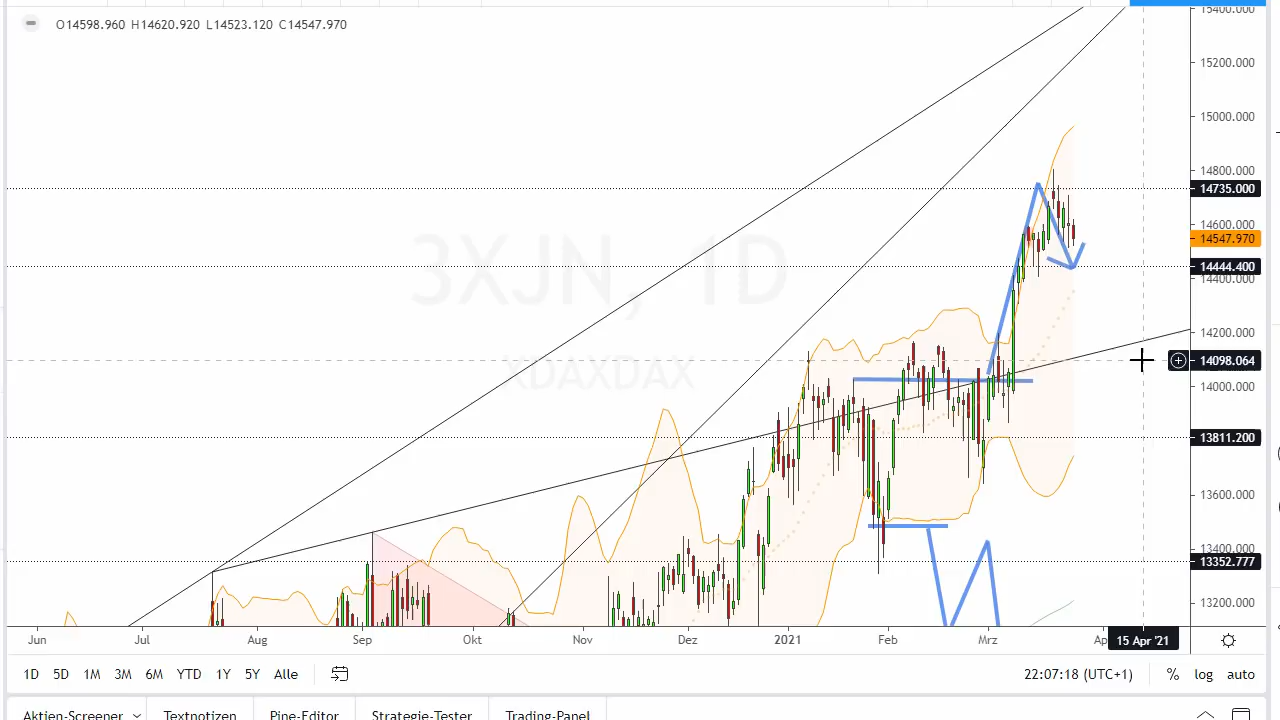 O14598.960 H14620.920 L14523.120 C14547.970
15400.000
15200.000
15000.000
14800.000
14735.000
14600.000
14547.970
14444.400
14400.000
14200.000
14098.064
14000.000
13811.200
13600.000
13400.000
13352.777
13200.000
3XJN, 1D
XDAXDAX
Jun Jul Aug Sep Okt Nov Dez 2021 Feb Mrz Ap 15 Apr '21
1D 5D 1M 3M 6M YTD 1Y 5Y Alle 22:07:18 (UTC+1) % log auto
Aktien-Screener Textnotizen Pine-Editor Strategie-Tester Trading-Panel